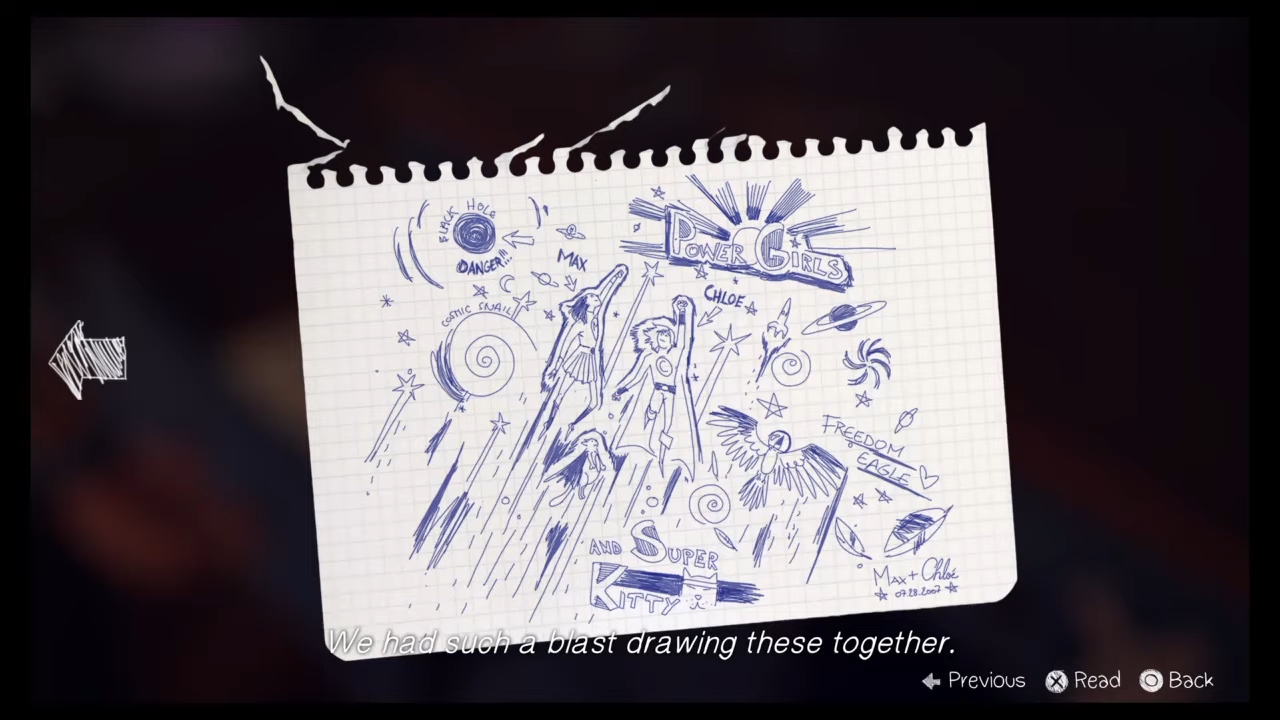 BLACK HOLE
DANGER!!!
POWER GIRLS
MAX
CHLOE
COSMIC SNAIL
FREEDOM
EAGLE
AND SUPER
KITTY
Max + Chloé
07.28.2007
We had such a blast drawing these together.
Previous
Read
Back